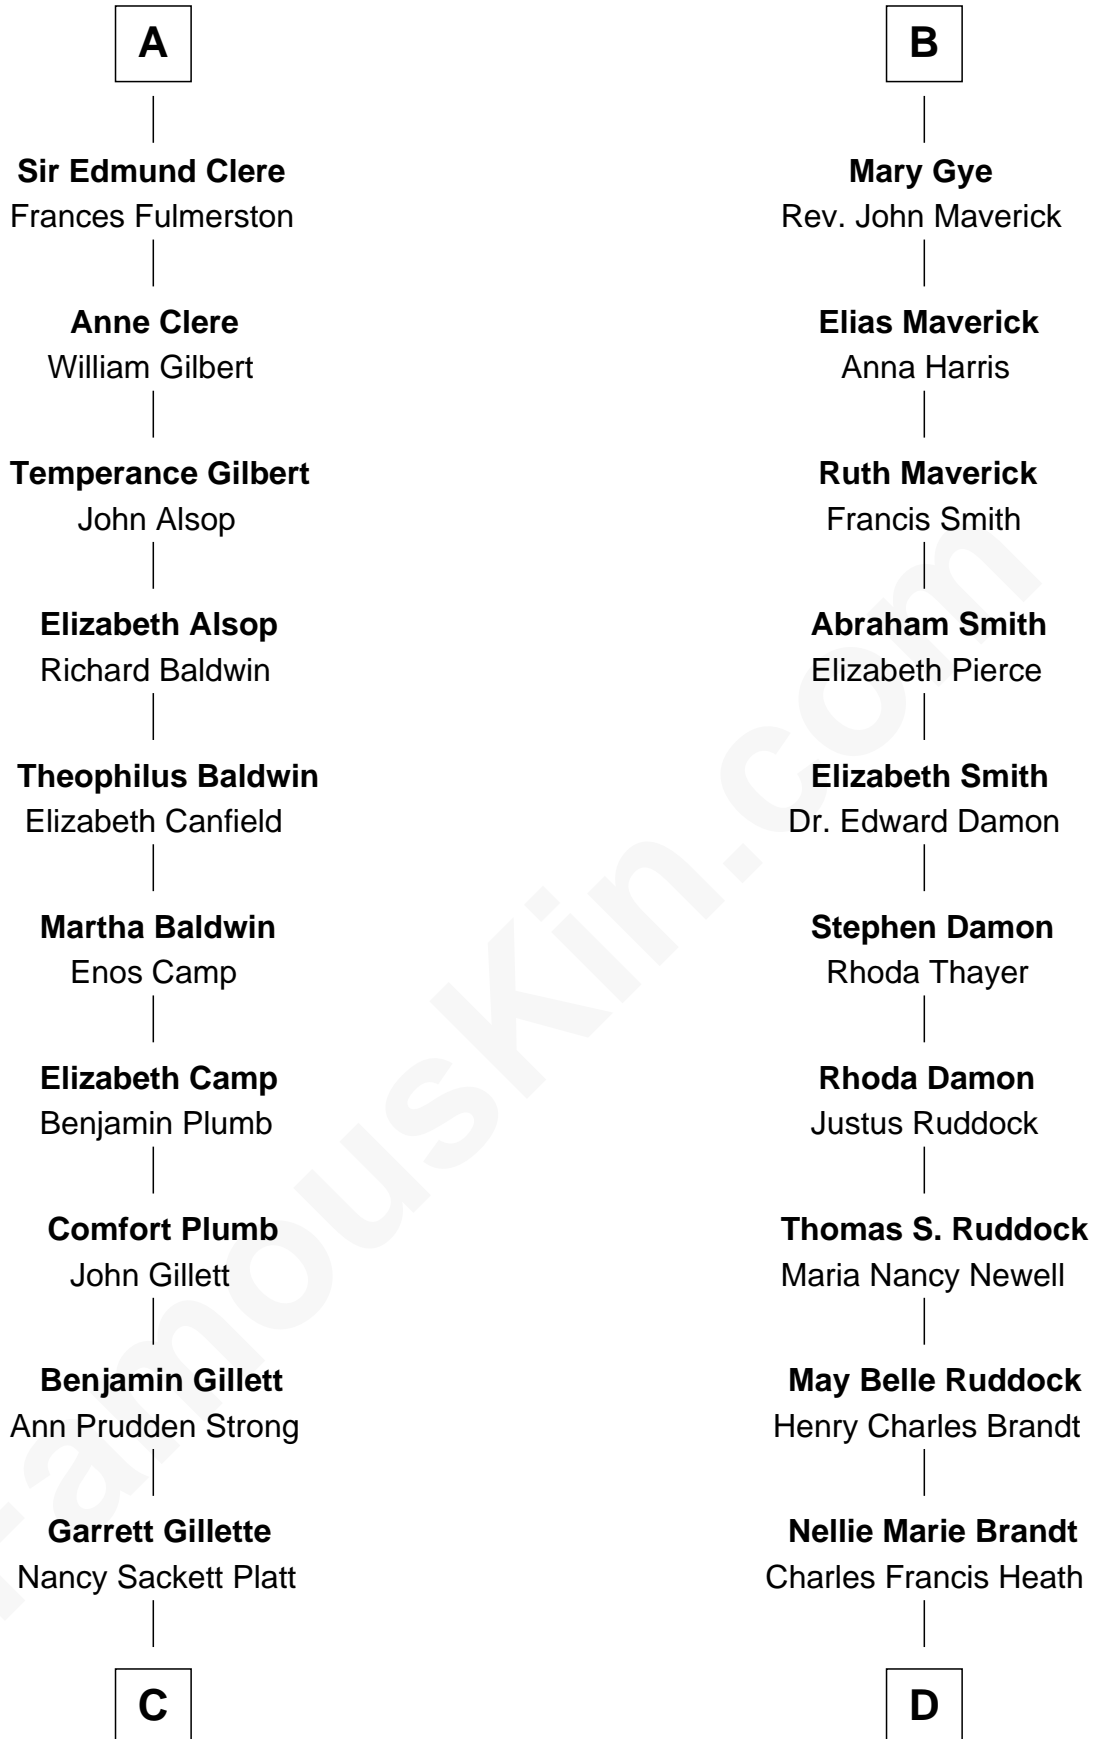 A
Sir Edmund Clere
Frances Fulmerston
Anne Clere
William Gilbert
Temperance Gilbert
John Alsop
Elizabeth Alsop
Richard Baldwin
Theophilus Baldwin
Elizabeth Canfield
Martha Baldwin
Enos Camp
Elizabeth Camp
Benjamin Plumb
Comfort Plumb
John Gillett
Benjamin Gillett
Ann Prudden Strong
Garrett Gillette
Nancy Sackett Platt
C
B
Mary Gye
Rev. John Maverick
Elias Maverick
Anna Harris
Ruth Maverick
Francis Smith
Abraham Smith
Elizabeth Pierce
Elizabeth Smith
Dr. Edward Damon
Stephen Damon
Rhoda Thayer
Rhoda Damon
Justus Ruddock
Thomas S. Ruddock
Maria Nancy Newell
May Belle Ruddock
Henry Charles Brandt
Nellie Marie Brandt
Charles Francis Heath
D
FamousKin.com